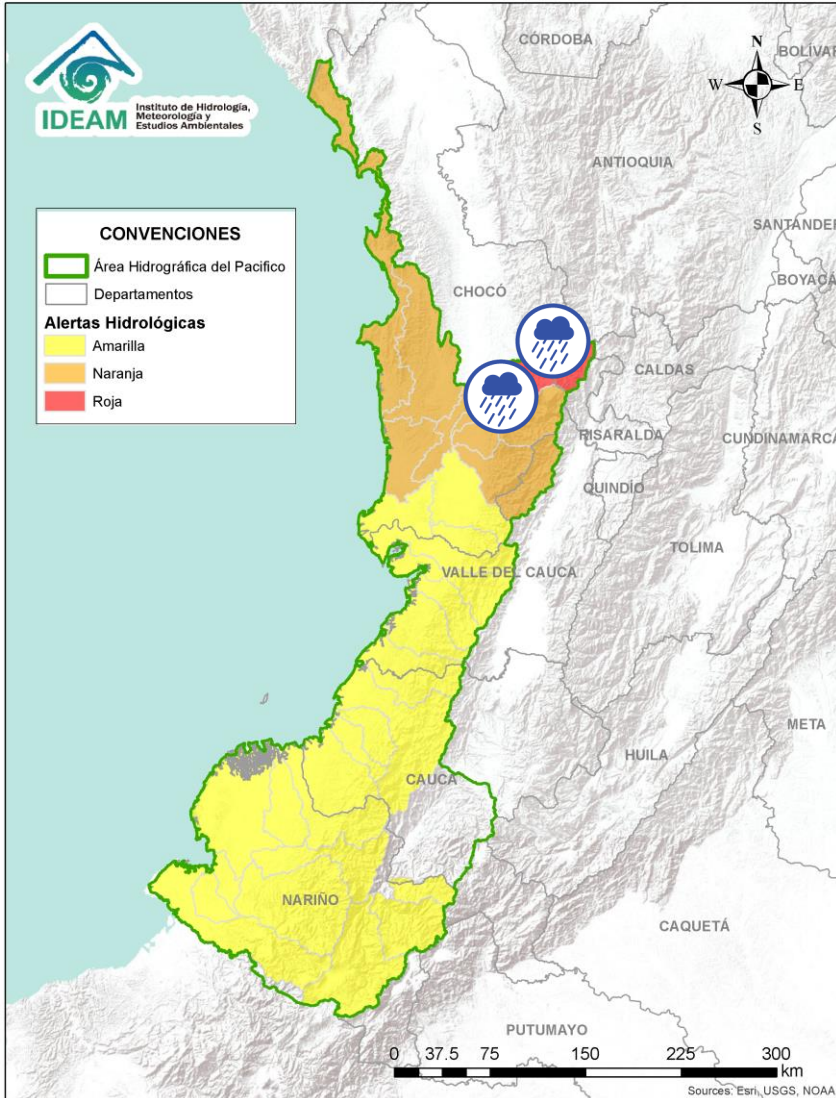 CÓRDOBA
BOLÍVAR
N
W
E
S
IDEAM
Instituto de Hidrología,
Meteorología y
Estudios Ambientales
ANTIOQUIA
SANTANDER
CONVENCIONES
Área Hidrográfica del Pacifico
Departamentos
Alertas Hidrológicas
Amarilla
Naranja
Roja
BOYACÁ
CHOCÓ
CALDAS
RISARALDA
CUNDINAMARCA
QUINDÍO
TOLIMA
VALLE DEL CAUCA
META
HUILA
CAUCA
NARIÑO
CAQUETÁ
PUTUMAYO
0 37.5 75 150 225 300
km
Sources: Esri, USGS, NOAA